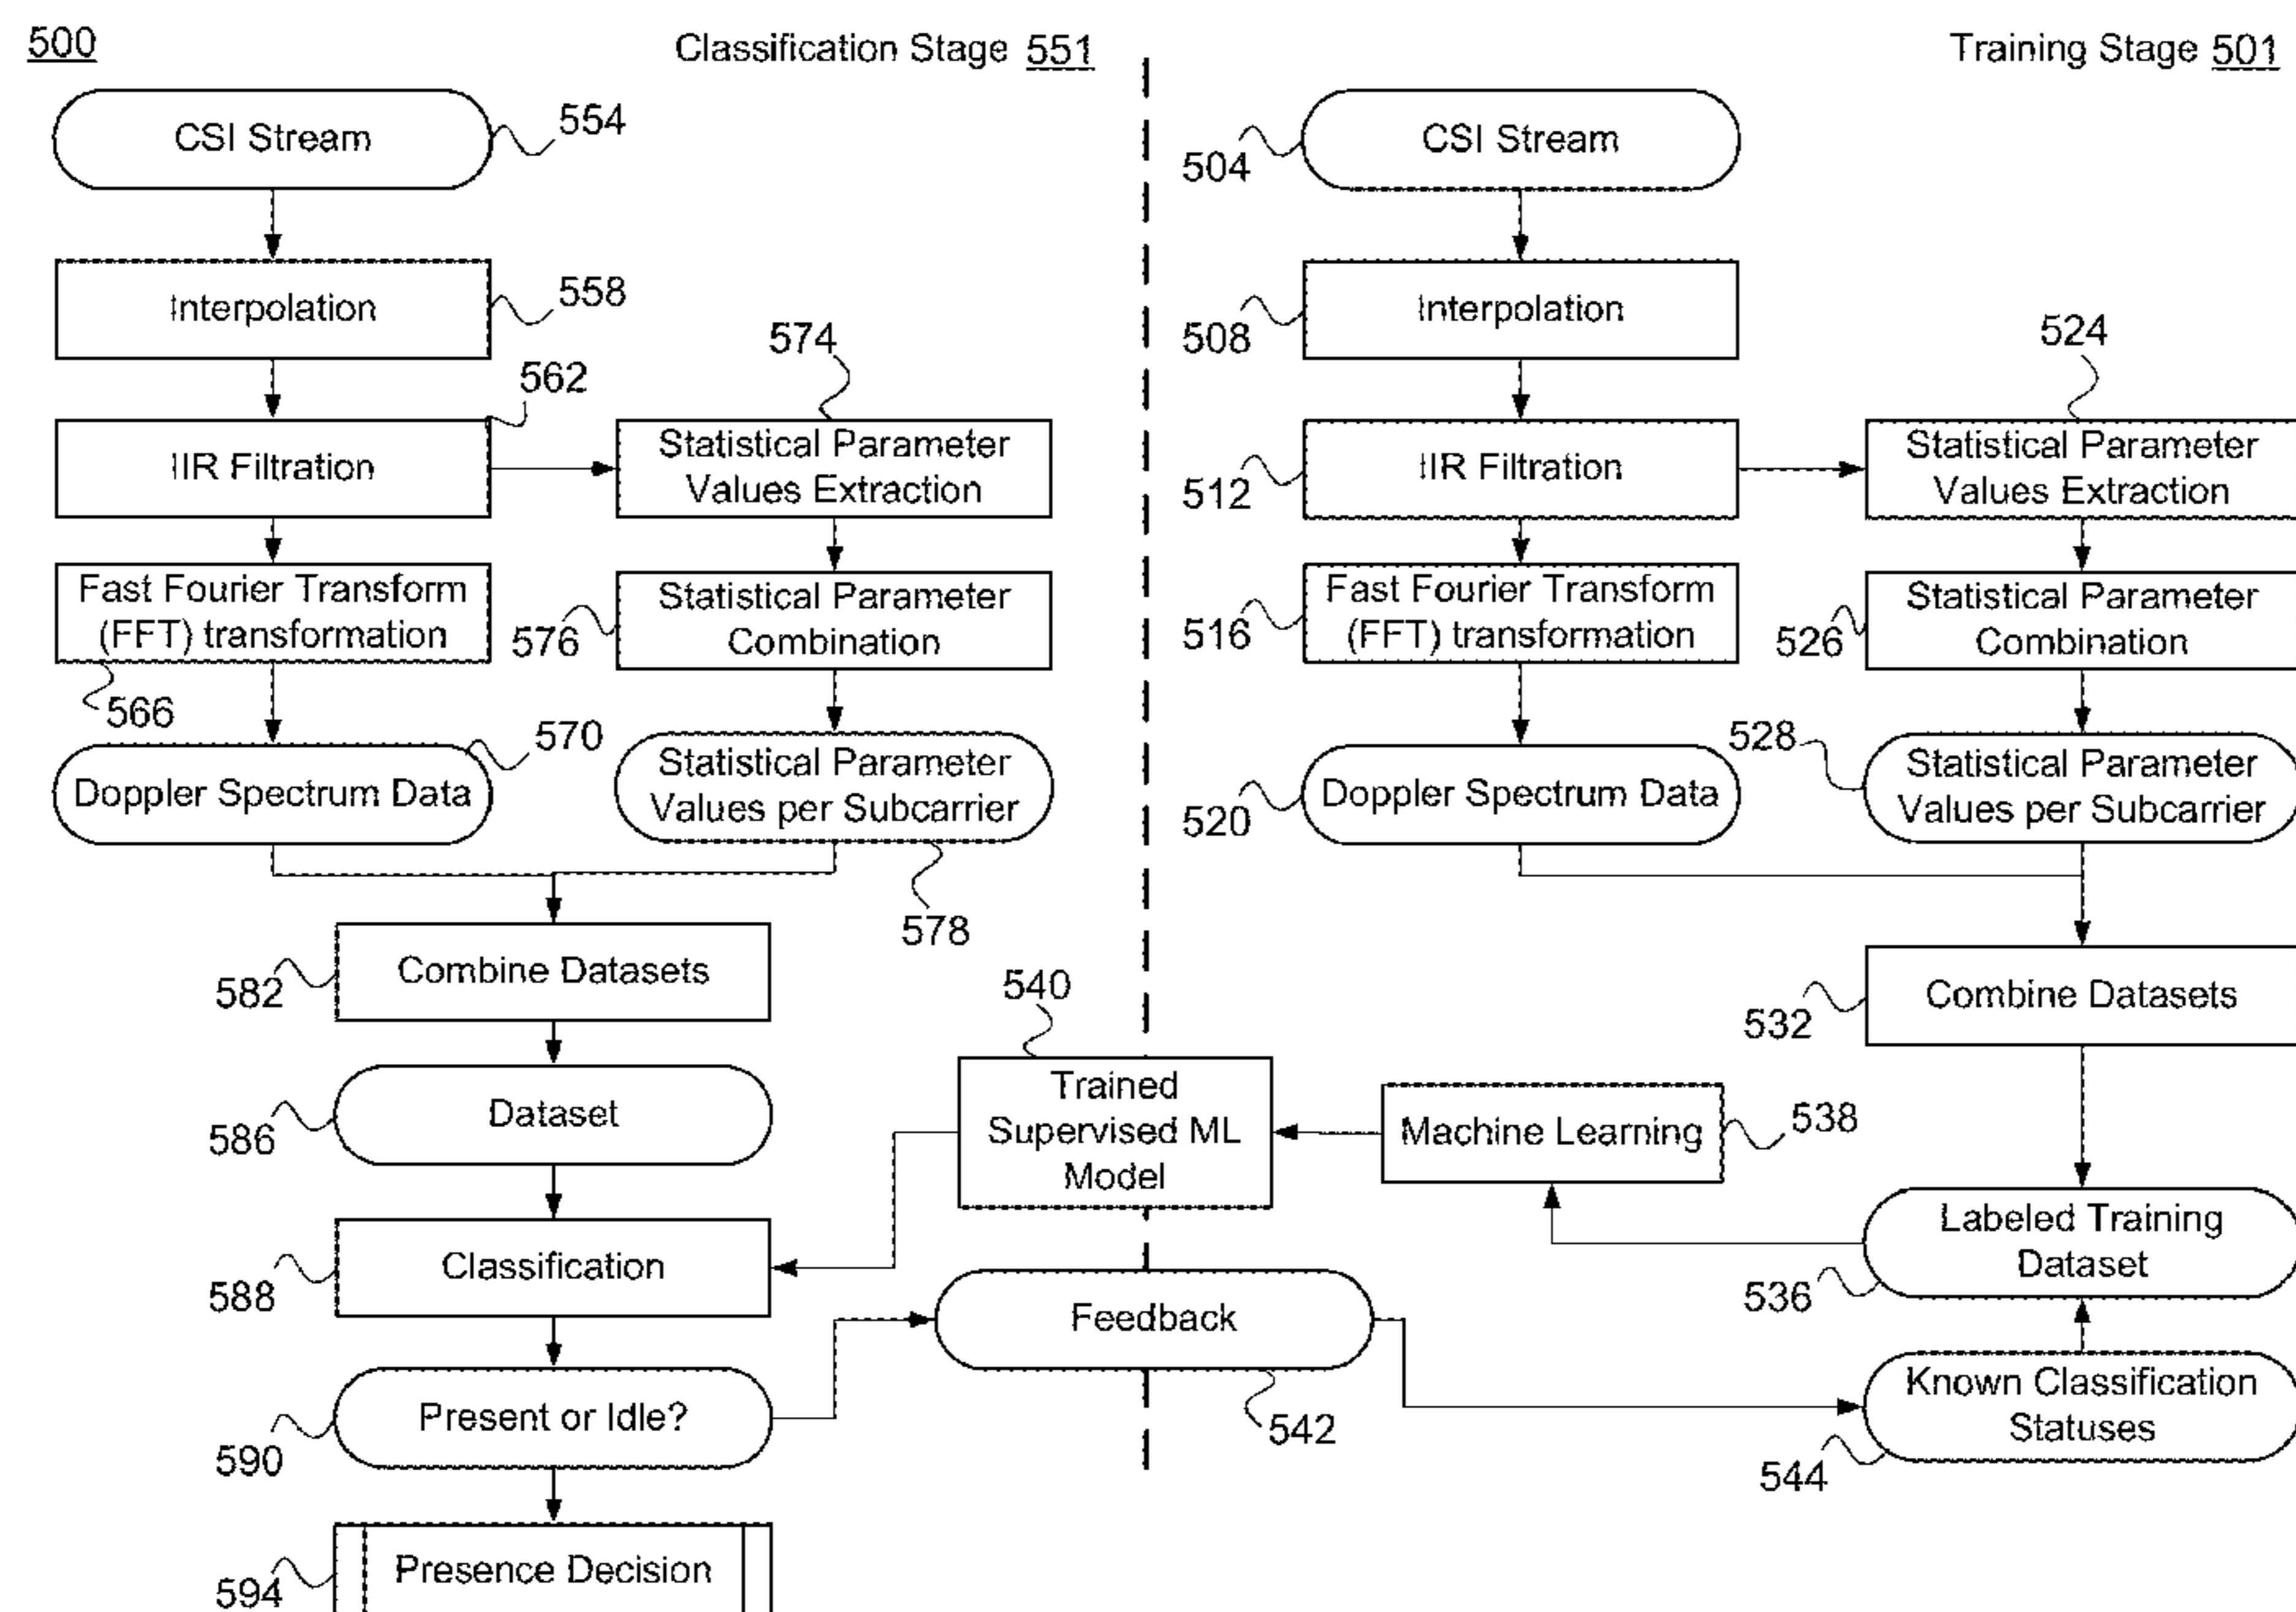 500
Classification Stage 551
Training Stage 501
CSI Stream
554
Interpolation
558
562
IIR Filtration
574
Statistical Parameter
Values Extraction
Fast Fourier Transform
(FFT) transformation
566
576
Statistical Parameter
Combination
570
Doppler Spectrum Data
Statistical Parameter
Values per Subcarrier
578
582
Combine Datasets
586
Dataset
588
Classification
590
Present or Idle?
594
Presence Decision
504
CSI Stream
508
Interpolation
512
IIR Filtration
524
Statistical Parameter
Values Extraction
516
Fast Fourier Transform
(FFT) transformation
526
Statistical Parameter
Combination
520
Doppler Spectrum Data
528
Statistical Parameter
Values per Subcarrier
532
Combine Datasets
540
Trained
Supervised ML
Model
Machine Learning
538
Labeled Training
Dataset
536
Feedback
542
Known Classification
Statuses
544